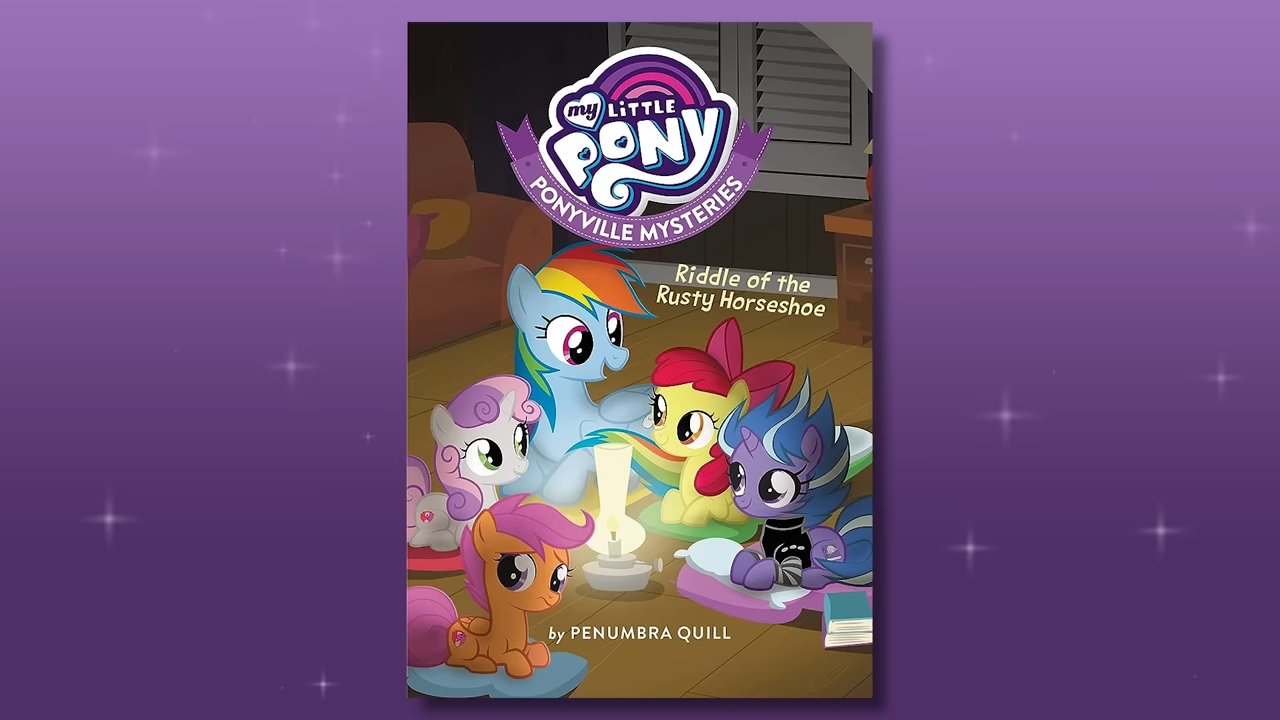 my LiTTLE
PONY
PONYVILLE MYSTERIES
Riddle of the
Rusty Horseshoe
by PENUMBRA QUILL